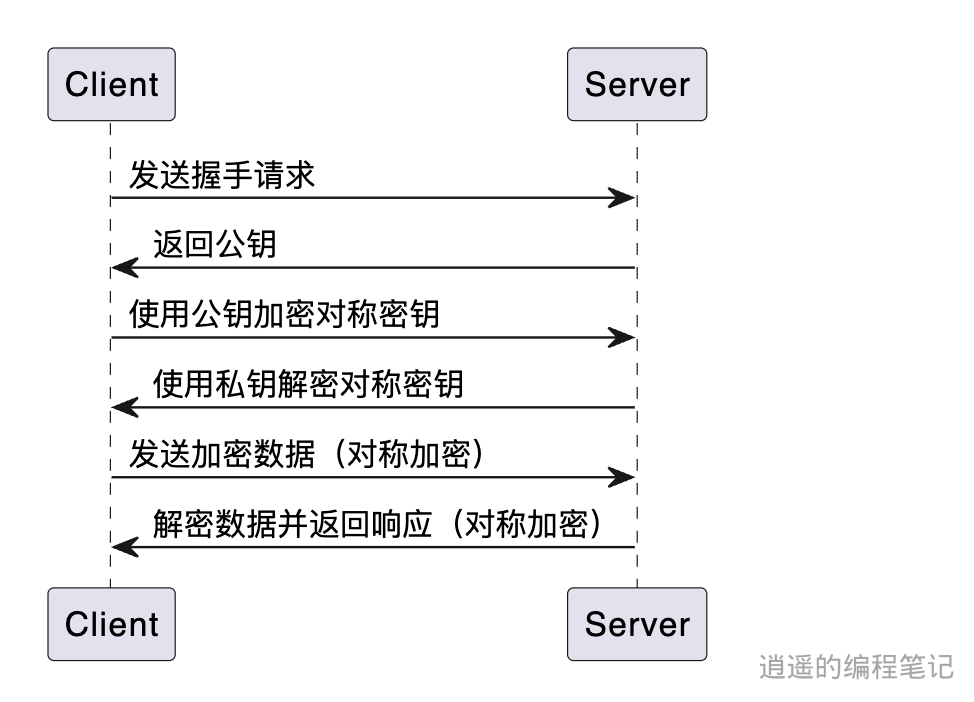 Client Server
发送握手请求
返回公钥
使用公钥加密对称密钥
使用私钥解密对称密钥
发送加密数据（对称加密）
解密数据并返回响应（对称加密）
Client Server
逍遥的编程笔记